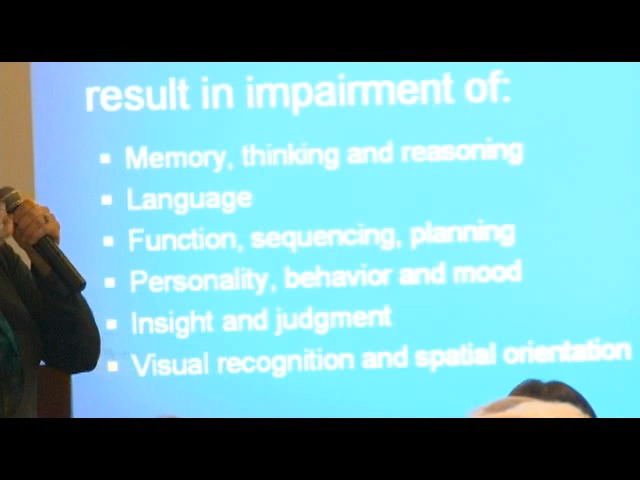 result in impairment of:
▪ Memory, thinking and reasoning
▪ Language
▪ Function, sequencing, planning
▪ Personality, behavior and mood
▪ Insight and judgment
▪ Visual recognition and spatial orientation